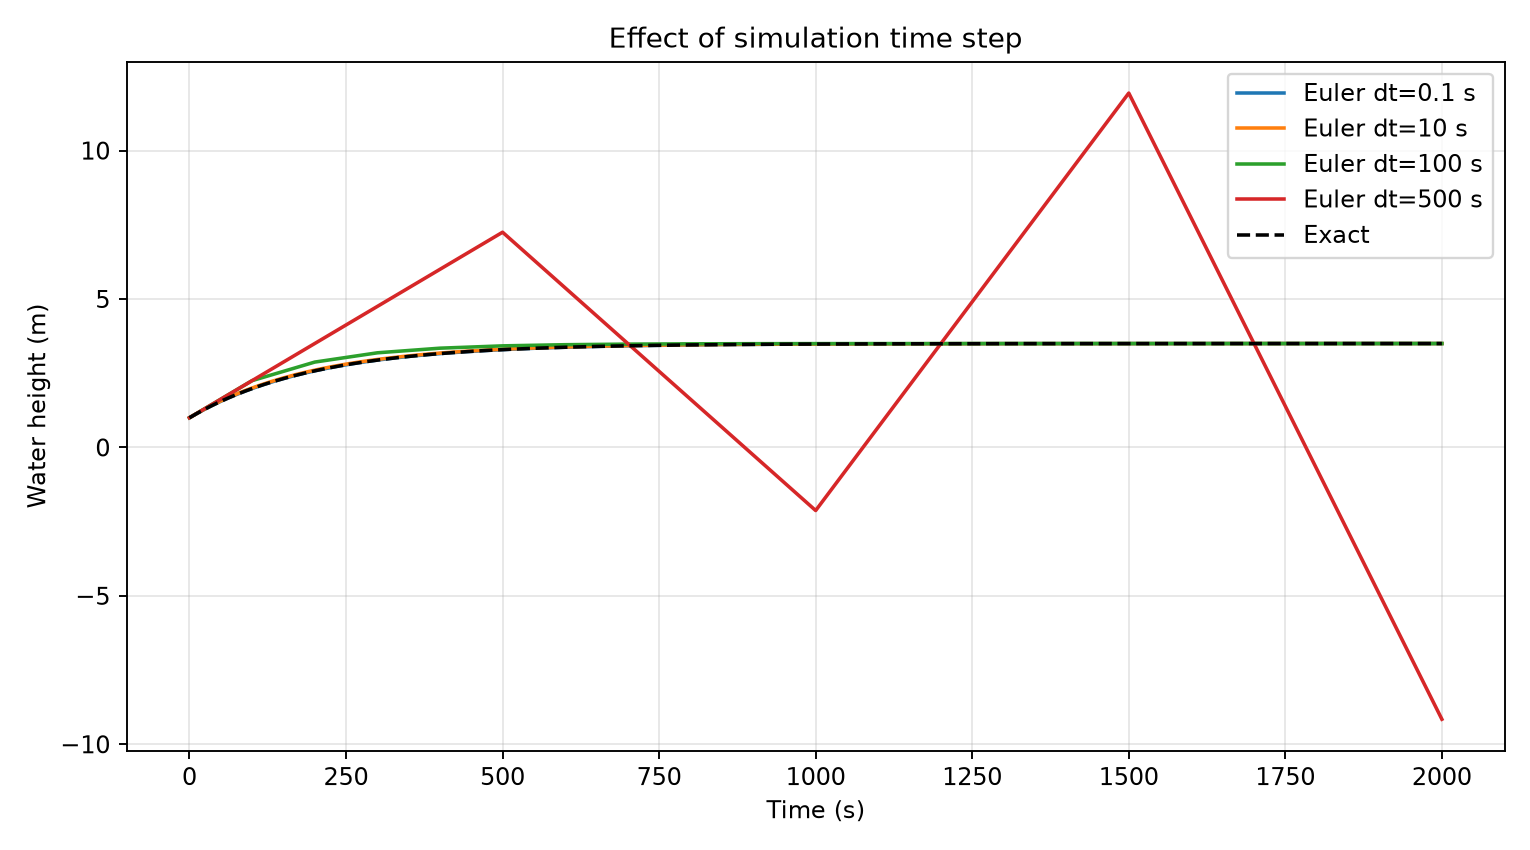 Effect of simulation time step
Euler dt=0.1 s
Euler dt=10 s
Euler dt=100 s
Euler dt=500 s
Exact
Water height (m)
10
5
0
−5
−10
0 250 500 750 1000 1250 1500 1750 2000
Time (s)